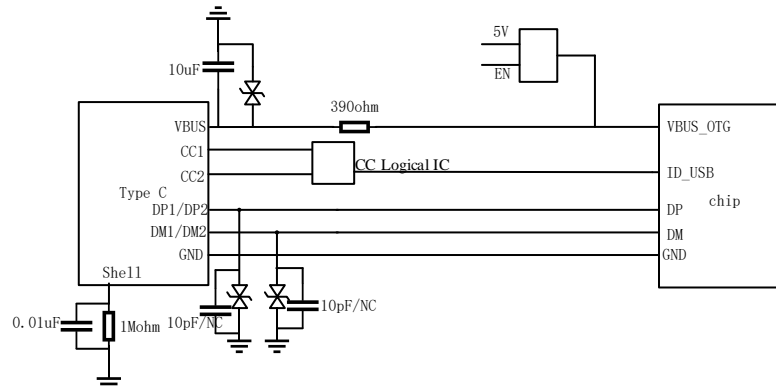 5V
EN
10uF
390ohm
VBUS
VBUS_OTG
CC1
CC2
CC Logical IC
ID_USB
Type C
chip
DP1/DP2
DP
DM1/DM2
DM
GND
GND
Shell
0.01uF
1Mohm
10pF/NC
10pF/NC